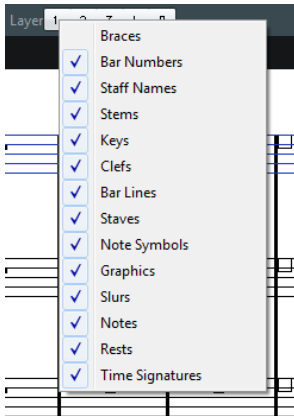 Layer 1
Braces
Bar Numbers
Staff Names
Stems
Keys
Clefs
Bar Lines
Staves
Note Symbols
Graphics
Slurs
Notes
Rests
Time Signatures